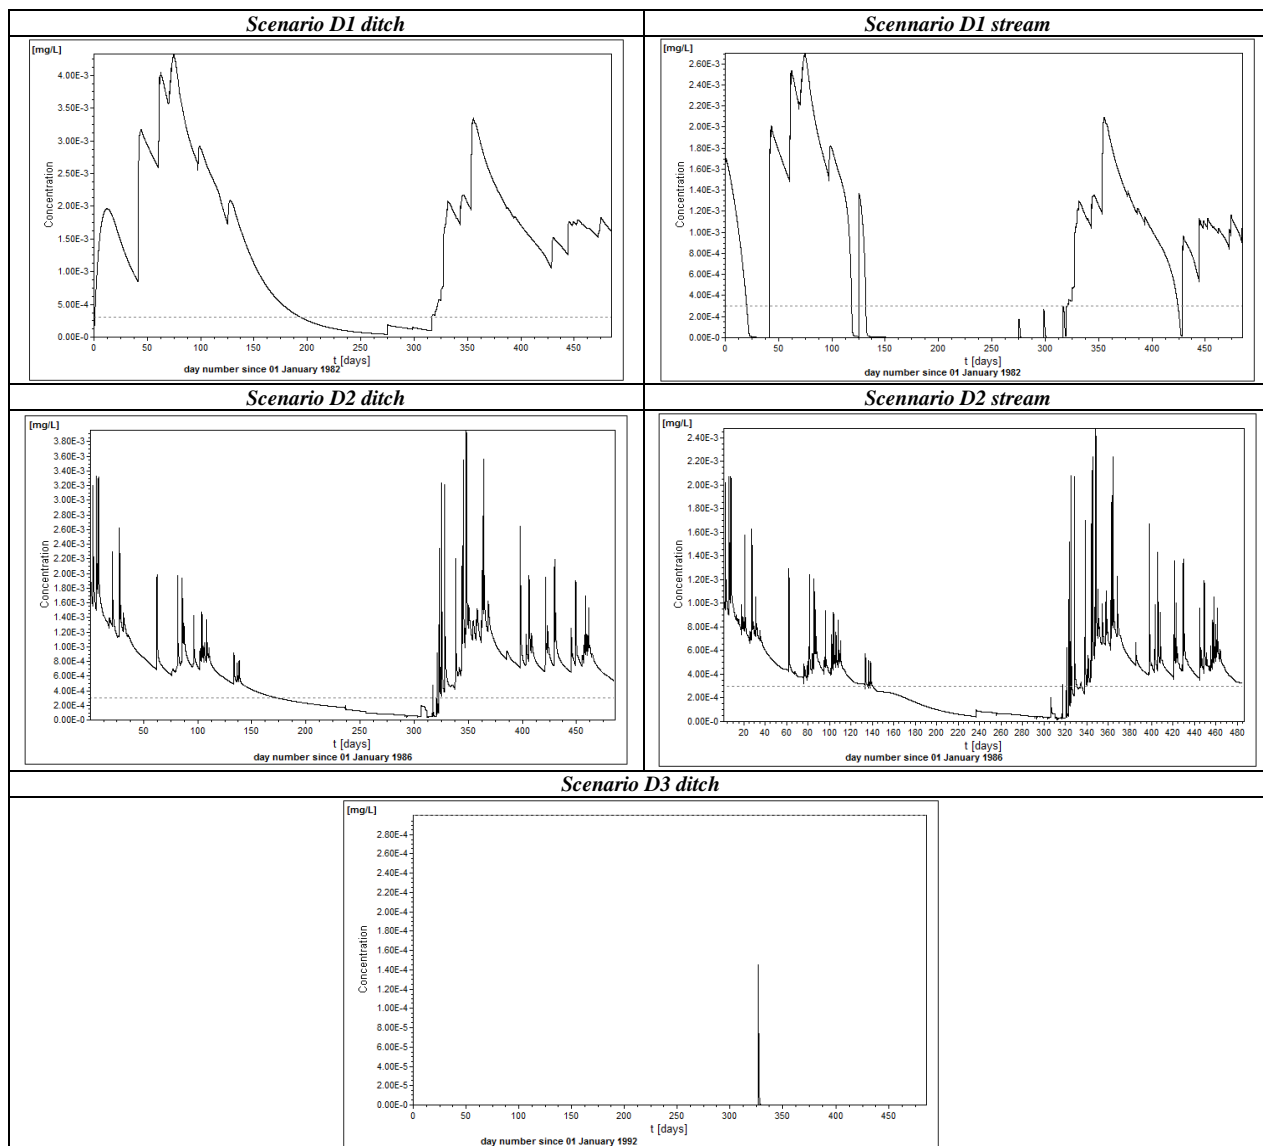 Scenario D1 ditch
Scennario D1 stream
[mg/L]
4.00E-3
3.50E-3
3.00E-3
2.50E-3
2.00E-3
1.50E-3
1.00E-3
5.00E-4
0.00E-0
Concentration
0 50 100 150 200 250 300 350 400 450
t [days]
day number since 01 January 1982
[mg/L]
2.60E-3
2.40E-3
2.20E-3
2.00E-3
1.80E-3
1.60E-3
1.40E-3
1.20E-3
1.00E-3
8.00E-4
6.00E-4
4.00E-4
2.00E-4
0.00E-0
Concentration
0 50 100 150 200 250 300 350 400 450
t [days]
day number since 01 January 1982
Scenario D2 ditch
Scennario D2 stream
[mg/L]
3.80E-3
3.60E-3
3.40E-3
3.20E-3
3.00E-3
2.80E-3
2.60E-3
2.40E-3
2.20E-3
2.00E-3
1.80E-3
1.60E-3
1.40E-3
1.20E-3
1.00E-3
8.00E-4
6.00E-4
4.00E-4
2.00E-4
0.00E-0
Concentration
50 100 150 200 250 300 350 400 450
t [days]
day number since 01 January 1986
[mg/L]
2.40E-3
2.20E-3
2.00E-3
1.80E-3
1.60E-3
1.40E-3
1.20E-3
1.00E-3
8.00E-4
6.00E-4
4.00E-4
2.00E-4
0.00E-0
Concentration
20 40 60 80 100 120 140 160 180 200 220 240 260 280 300 320 340 360 380 400 420 440 460 480
t [days]
day number since 01 January 1986
Scenario D3 ditch
[mg/L]
2.80E-4
2.60E-4
2.40E-4
2.20E-4
2.00E-4
1.80E-4
1.60E-4
1.40E-4
1.20E-4
1.00E-4
8.00E-5
6.00E-5
4.00E-5
2.00E-5
0.00E-0
Concentration
0 50 100 150 200 250 300 350 400 450
t [days]
day number since 01 January 1992